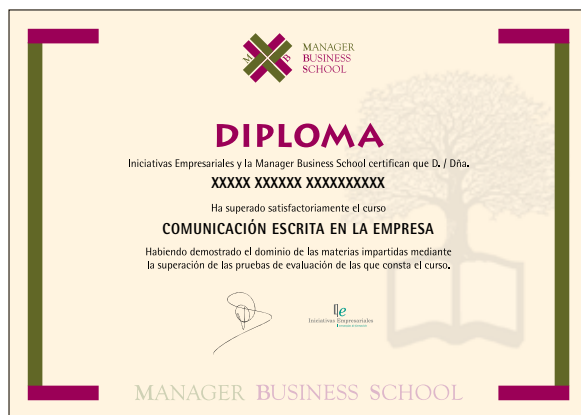 M B
MANAGER
BUSINESS
SCHOOL
DIPLOMA
Iniciativas Empresariales y la Manager Business School certifican que D. / Dña.
XXXXX XXXXXX XXXXXXXXXX
Ha superado satisfactoriamente el curso
COMUNICACIÓN ESCRITA EN LA EMPRESA
Habiendo demostrado el dominio de las materias impartidas mediante
la superación de las pruebas de evaluación de las que consta el curso.
Ie
Iniciativas Empresariales
MANAGER BUSINESS SCHOOL